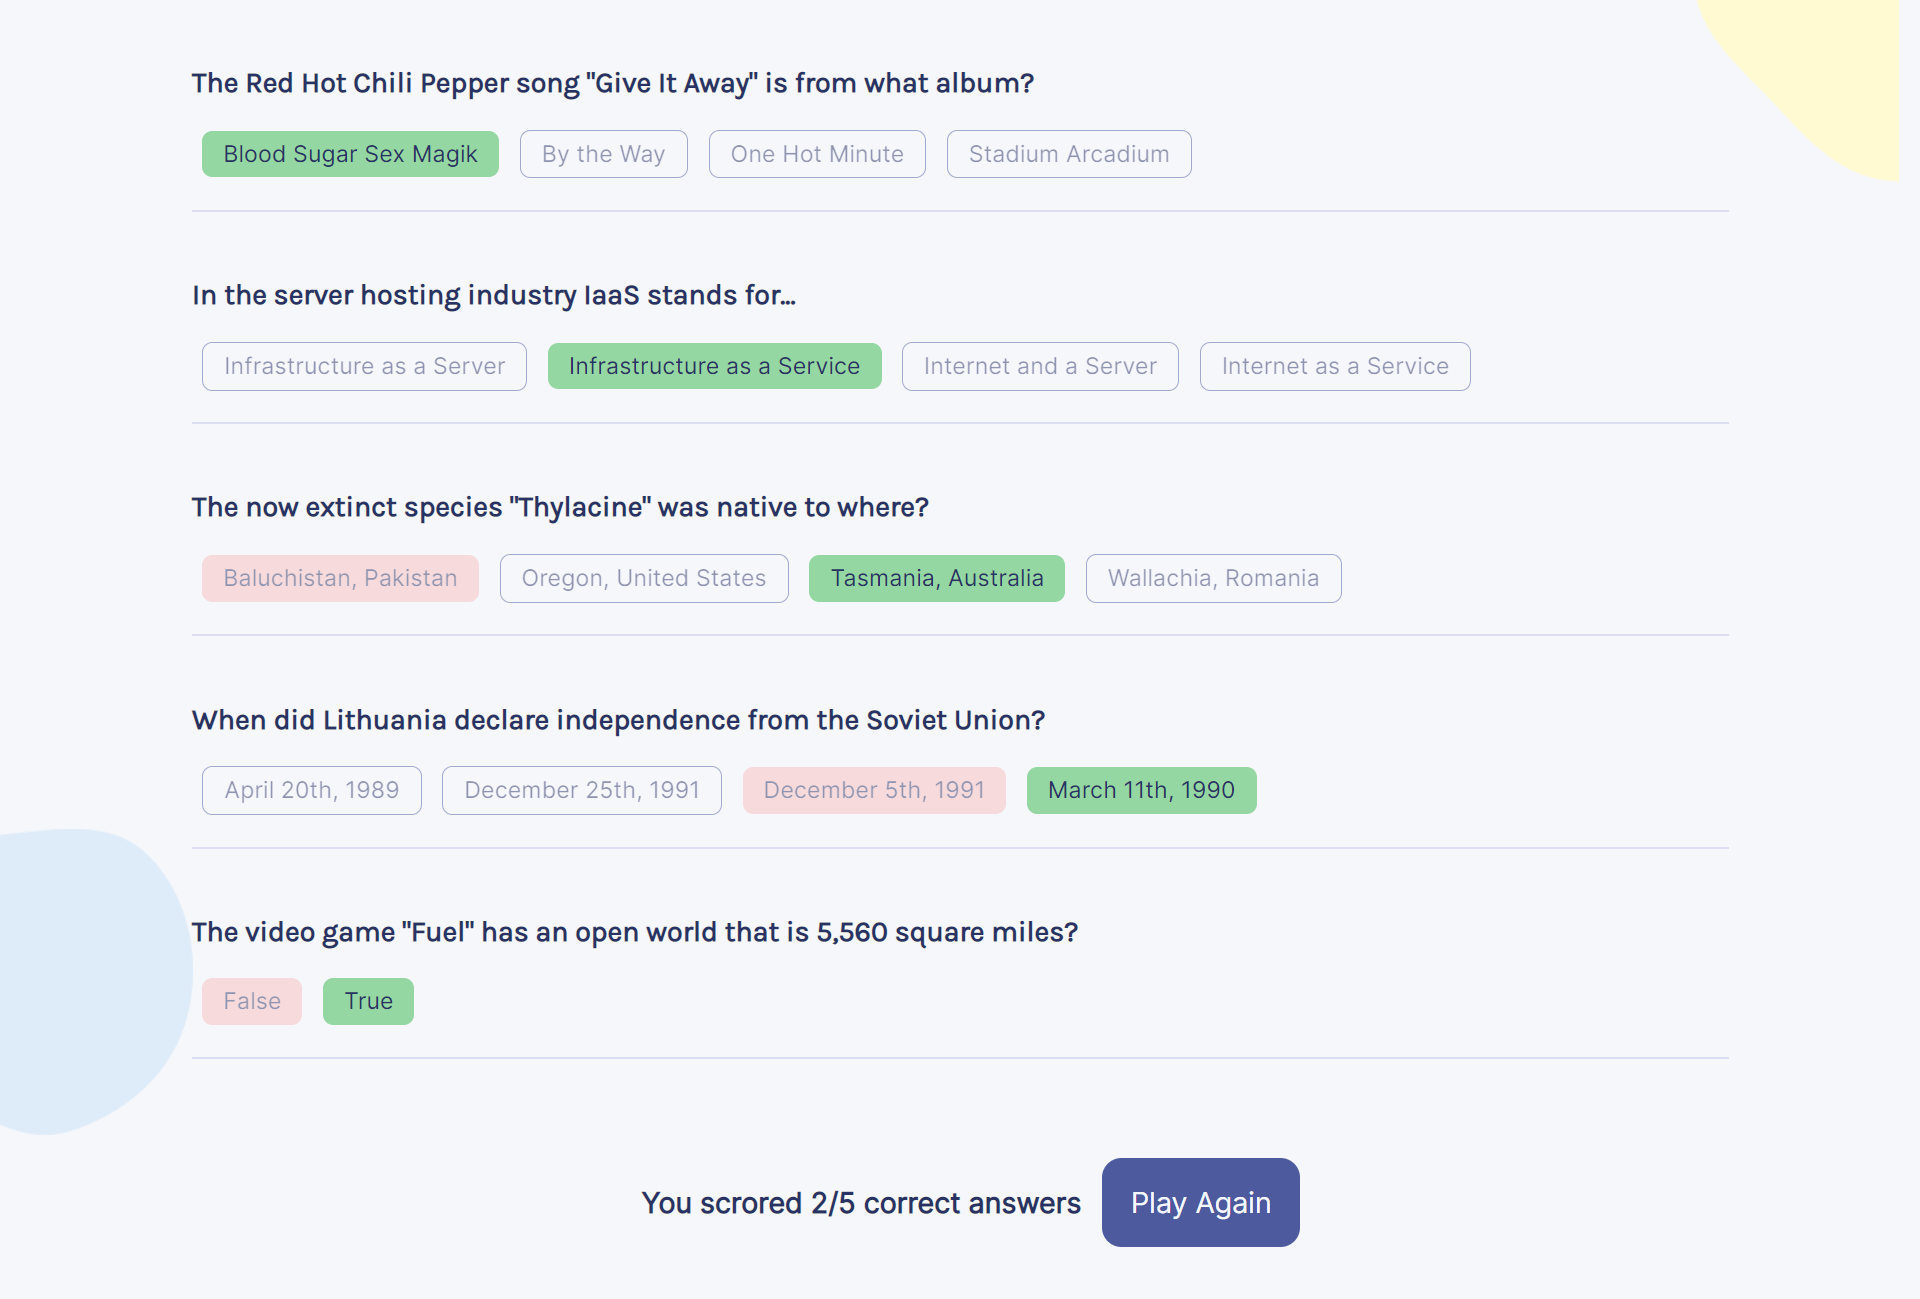 The Red Hot Chili Pepper song "Give It Away" is from what album?
Blood Sugar Sex Magik By the Way One Hot Minute Stadium Arcadium
In the server hosting industry IaaS stands for...
Infrastructure as a Server Infrastructure as a Service Internet and a Server Internet as a Service
The now extinct species "Thylacine" was native to where?
Baluchistan, Pakistan Oregon, United States Tasmania, Australia Wallachia, Romania
When did Lithuania declare independence from the Soviet Union?
April 20th, 1989 December 25th, 1991 December 5th, 1991 March 11th, 1990
The video game "Fuel" has an open world that is 5,560 square miles?
False True
You scrored 2/5 correct answers Play Again